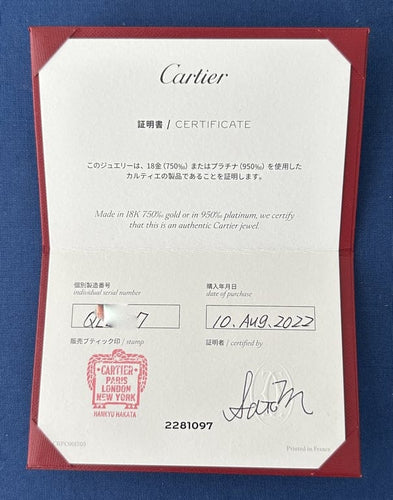 Cartier
証明書 / CERTIFICATE
このジュエリーは、18金(750‰)またはプラチナ(950‰)を使用した
カルティエの製品であることを証明します。
Made in 18K 750‰ gold or in 950‰ platinum, we certify
that this is an authentic Cartier jewel.
個別製造番号
individual serial number
7
販売ブティック印 / stamp
CARTIER
PARIS
LONDON
NEW YORK
HANKYU HAKATA
購入年月日
date of purchase
10.Aug.2022
証明者 / certified by
2281097
Printed in France